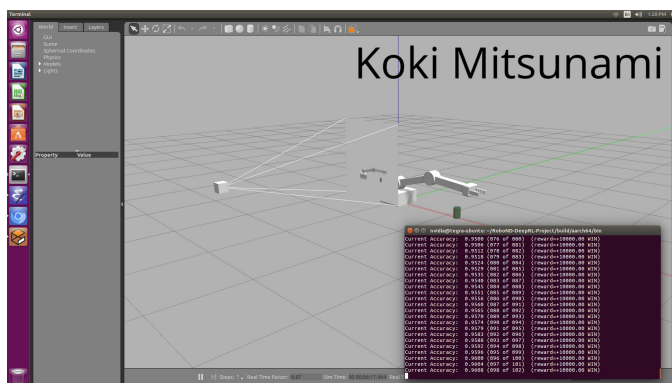 Terminal
1:20 PM
World Insert Layers
GUI
Scene
Spherical Coordinates
Physics
Models
Lights
Property Value
Koki Mitsunami
nvidia@tegra-ubuntu: ~/RoboND-DeepRL-Project/build/aarch64/bin
Current Accuracy: 0.9500 (076 of 080) (reward=+10000.00 WIN)
Current Accuracy: 0.9506 (077 of 081) (reward=+10000.00 WIN)
Current Accuracy: 0.9512 (078 of 082) (reward=+10000.00 WIN)
Current Accuracy: 0.9518 (079 of 083) (reward=+10000.00 WIN)
Current Accuracy: 0.9524 (080 of 084) (reward=+10000.00 WIN)
Current Accuracy: 0.9529 (081 of 085) (reward=+10000.00 WIN)
Current Accuracy: 0.9535 (082 of 086) (reward=+10000.00 WIN)
Current Accuracy: 0.9540 (083 of 087) (reward=+10000.00 WIN)
Current Accuracy: 0.9545 (084 of 088) (reward=+10000.00 WIN)
Current Accuracy: 0.9551 (085 of 089) (reward=+10000.00 WIN)
Current Accuracy: 0.9556 (086 of 090) (reward=+10000.00 WIN)
Current Accuracy: 0.9560 (087 of 091) (reward=+10000.00 WIN)
Current Accuracy: 0.9565 (088 of 092) (reward=+10000.00 WIN)
Current Accuracy: 0.9570 (089 of 093) (reward=+10000.00 WIN)
Current Accuracy: 0.9574 (090 of 094) (reward=+10000.00 WIN)
Current Accuracy: 0.9579 (091 of 095) (reward=+10000.00 WIN)
Current Accuracy: 0.9583 (092 of 096) (reward=+10000.00 WIN)
Current Accuracy: 0.9588 (093 of 097) (reward=+10000.00 WIN)
Current Accuracy: 0.9592 (094 of 098) (reward=+10000.00 WIN)
Current Accuracy: 0.9596 (095 of 099) (reward=+10000.00 WIN)
Current Accuracy: 0.9600 (096 of 100) (reward=+10000.00 WIN)
Current Accuracy: 0.9604 (097 of 101) (reward=+10000.00 WIN)
Current Accuracy: 0.9608 (098 of 102) (reward=+10000.00 WIN)
Steps: 1 Real Time Factor: 0.87 Sim Time: Real T